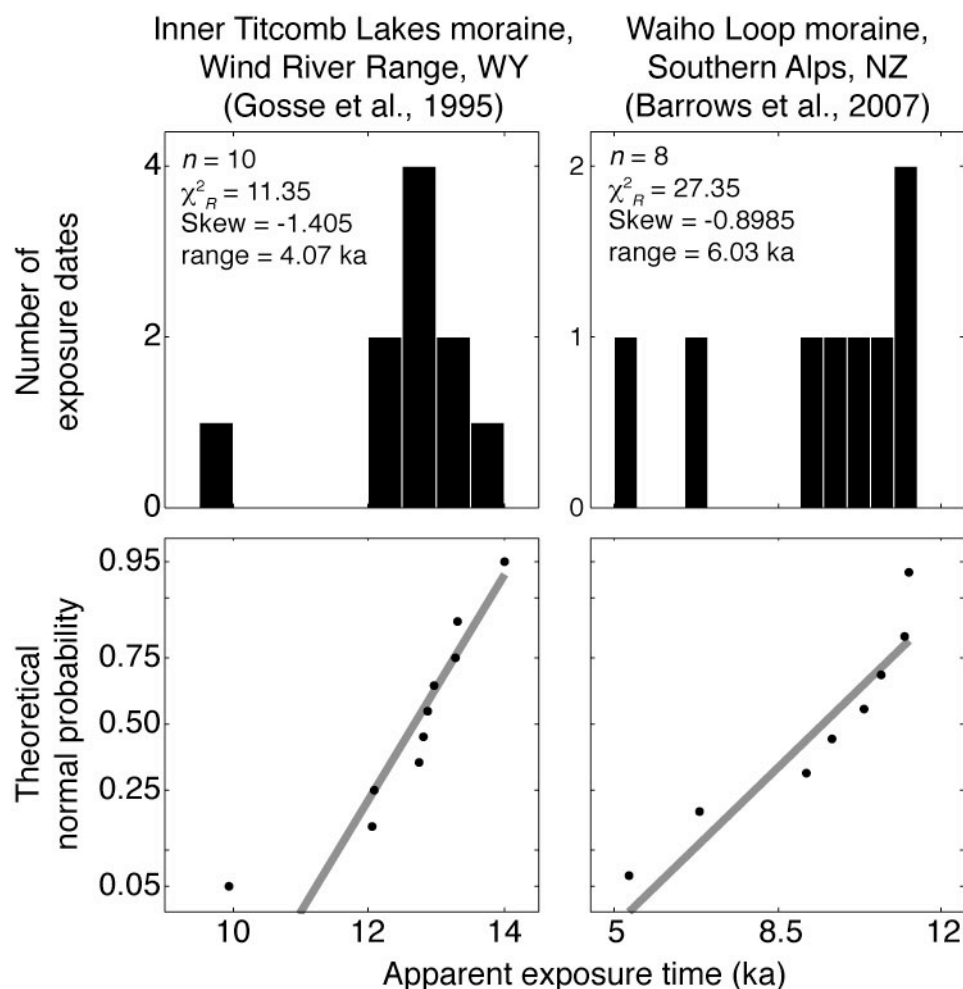 Inner Titcomb Lakes moraine,
Wind River Range, WY
(Gosse et al., 1995)
Waiho Loop moraine,
Southern Alps, NZ
(Barrows et al., 2007)
Number of
exposure dates
4
2
0
n = 10
χ²R = 11.35
Skew = -1.405
range = 4.07 ka
2
1
0
n = 8
χ²R = 27.35
Skew = -0.8985
range = 6.03 ka
Theoretical
normal probability
0.95
0.75
0.50
0.25
0.05
10 12 14
5 8.5 12
Apparent exposure time (ka)